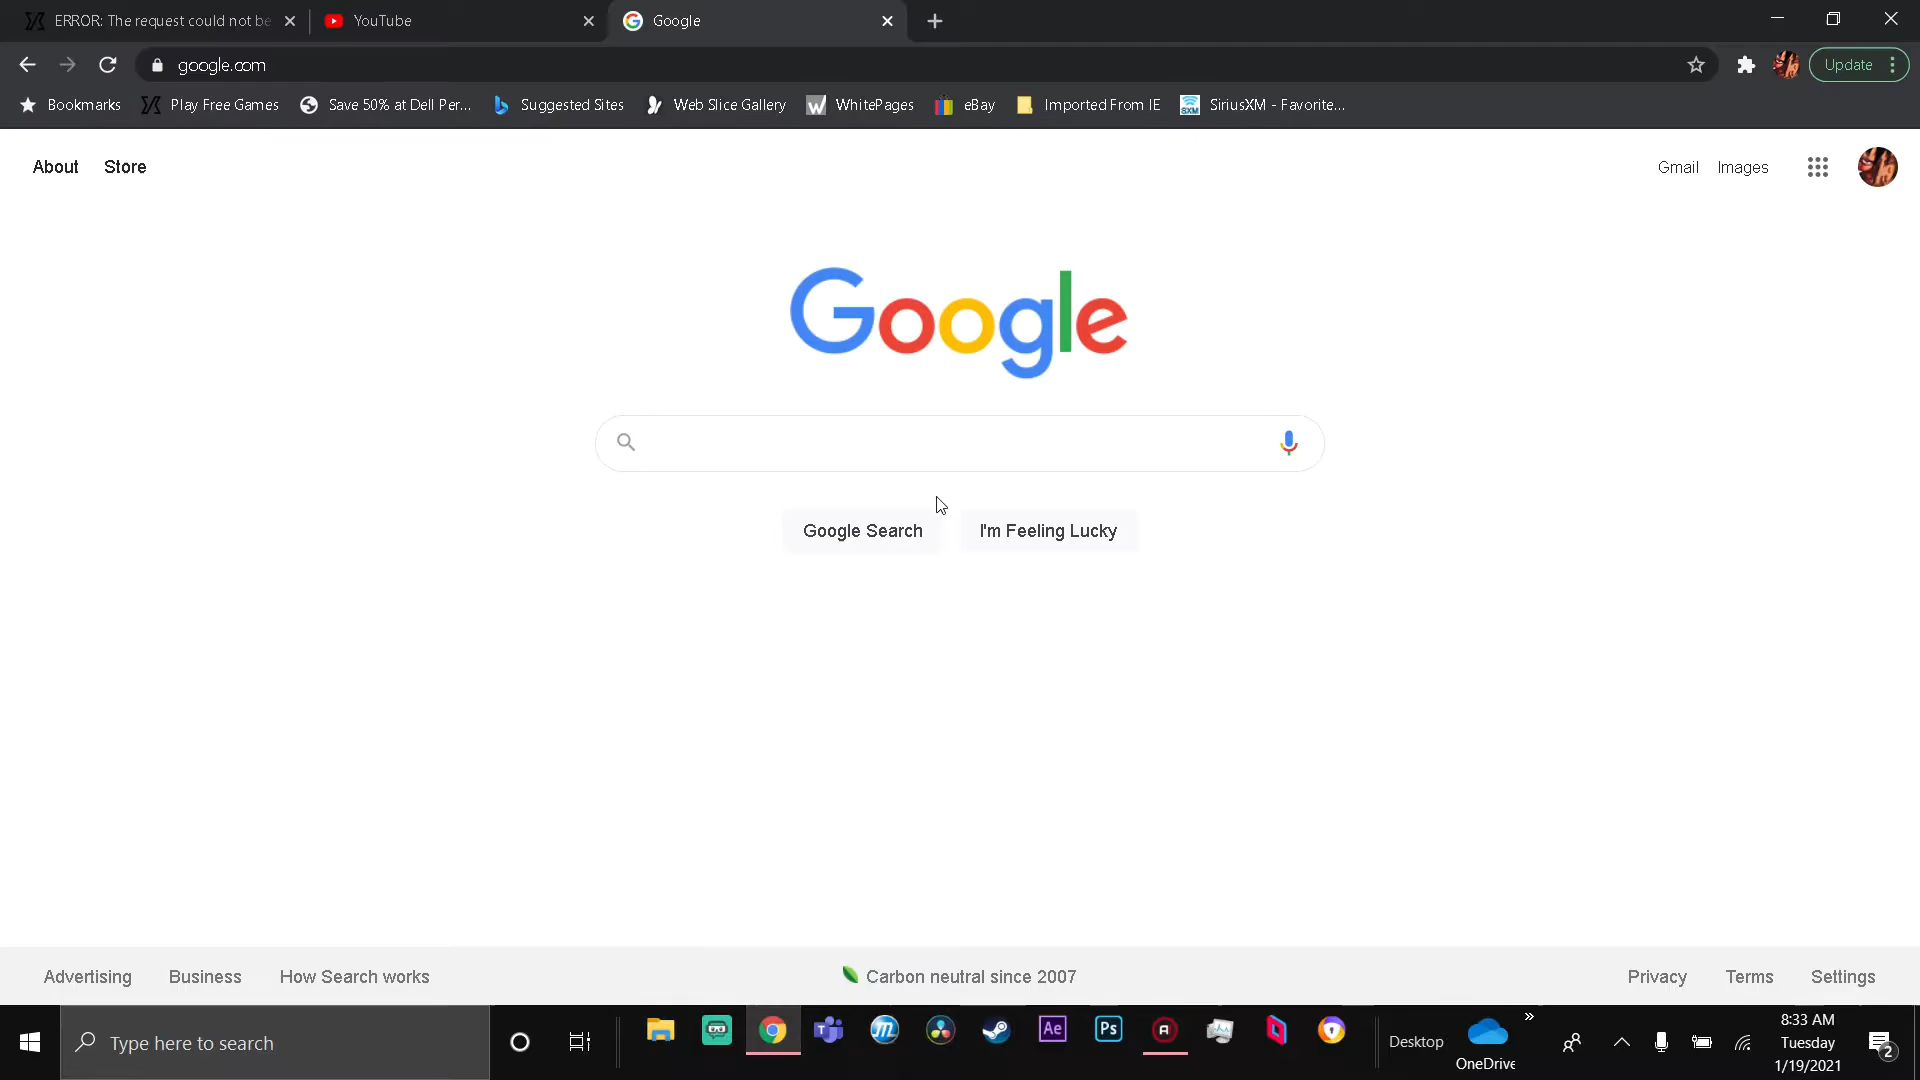 ERROR: The request could not be
YouTube
Google
google.com
Update
Bookmarks
Play Free Games
Save 50% at Dell Per...
Suggested Sites
Web Slice Gallery
WhitePages
eBay
Imported From IE
SiriusXM - Favorite...
About
Store
Gmail
Images
Google
Google Search
I'm Feeling Lucky
Advertising
Business
How Search works
Carbon neutral since 2007
Privacy
Terms
Settings
Type here to search
Ae
Ps
Desktop
OneDrive
8:33 AM
Tuesday
1/19/2021
2